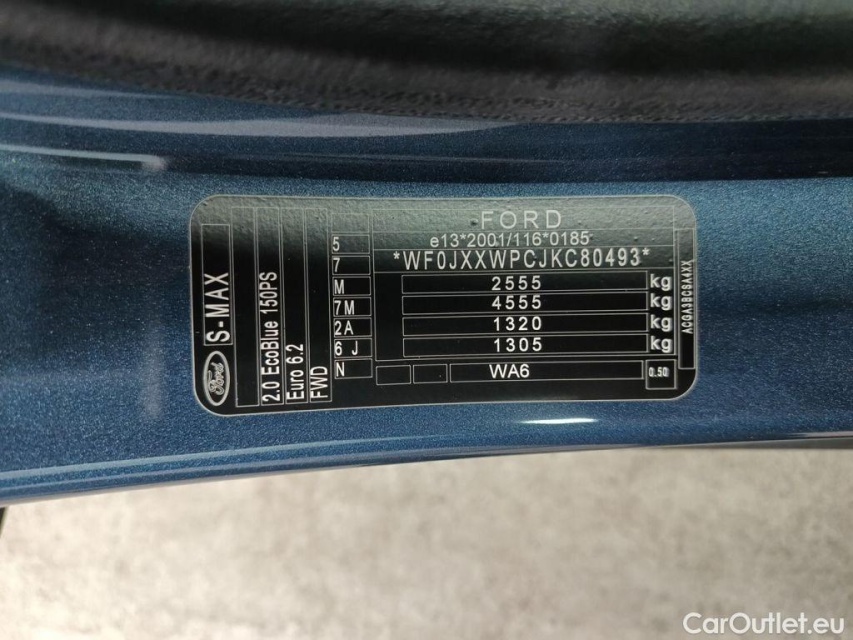 FORD
e13*2001/116*0185
*WF0JXXWPCJKC80493*
2555 kg
4555 kg
1320 kg
1305 kg
WA6 0.50
5
7
M
7M
2A
6 J
N
Ford S-MAX
2.0 EcoBlue 150PS
Euro 6.2
FWD
ACGA3BCSA4XX
CarOutlet.eu